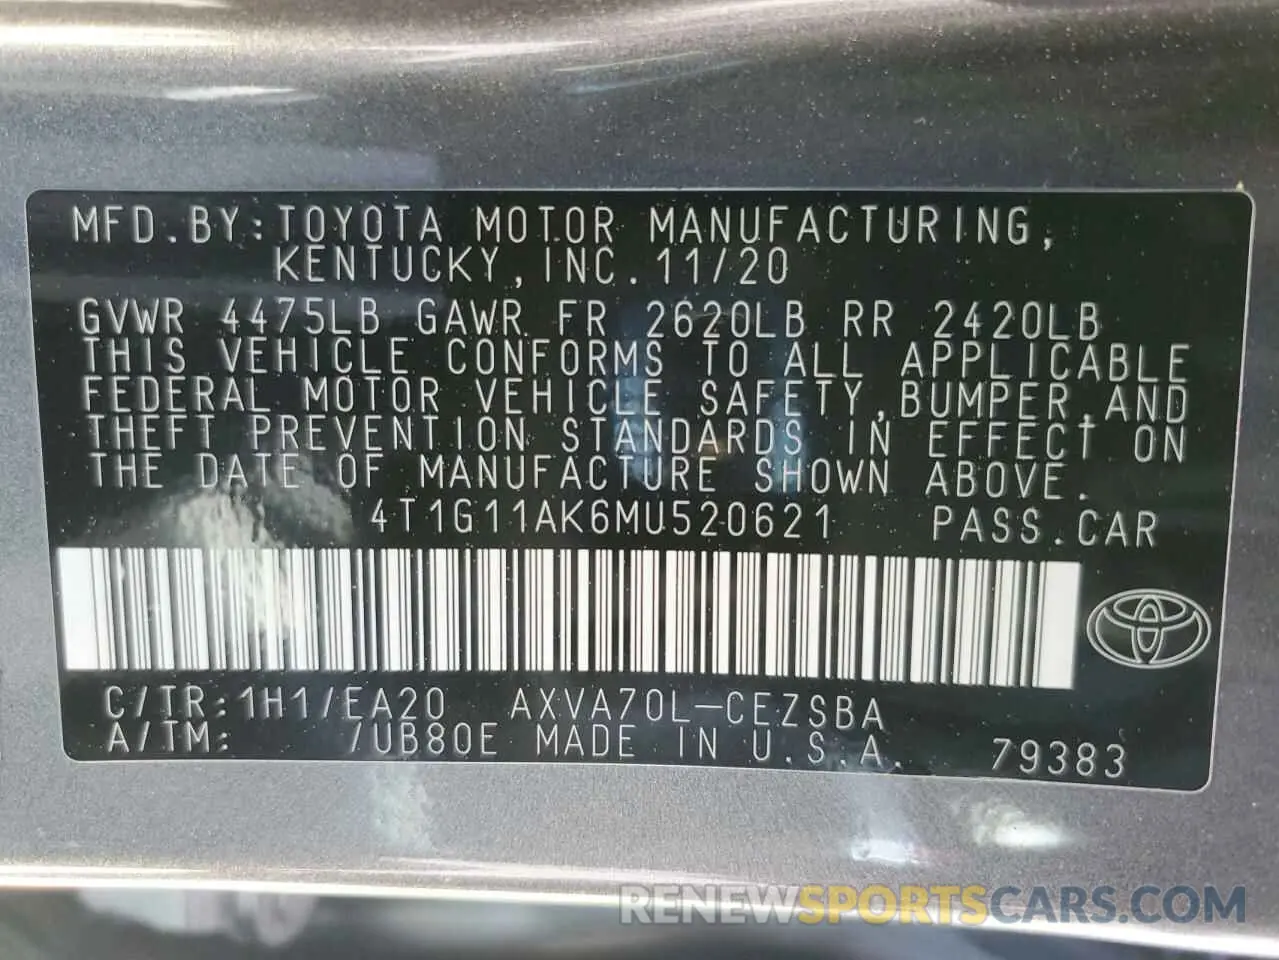 MFD.BY:TOYOTA MOTOR MANUFACTURING,
KENTUCKY,INC.11/20
GVWR 4475LB GAWR FR 2620LB RR 2420LB
THIS VEHICLE CONFORMS TO ALL APPLICABLE
FEDERAL MOTOR VEHICLE SAFETY,BUMPER,AND
THEFT PREVENTION STANDARDS IN EFFECT ON
THE DATE OF MANUFACTURE SHOWN ABOVE.
4T1G11AK6MU520621 PASS.CAR
C/TR:1H1/EA20 AXVA70L-CEZSBA
A/TM: /UB80E MADE IN U.S.A. 79383
RENEWSPORTSCARS.COM